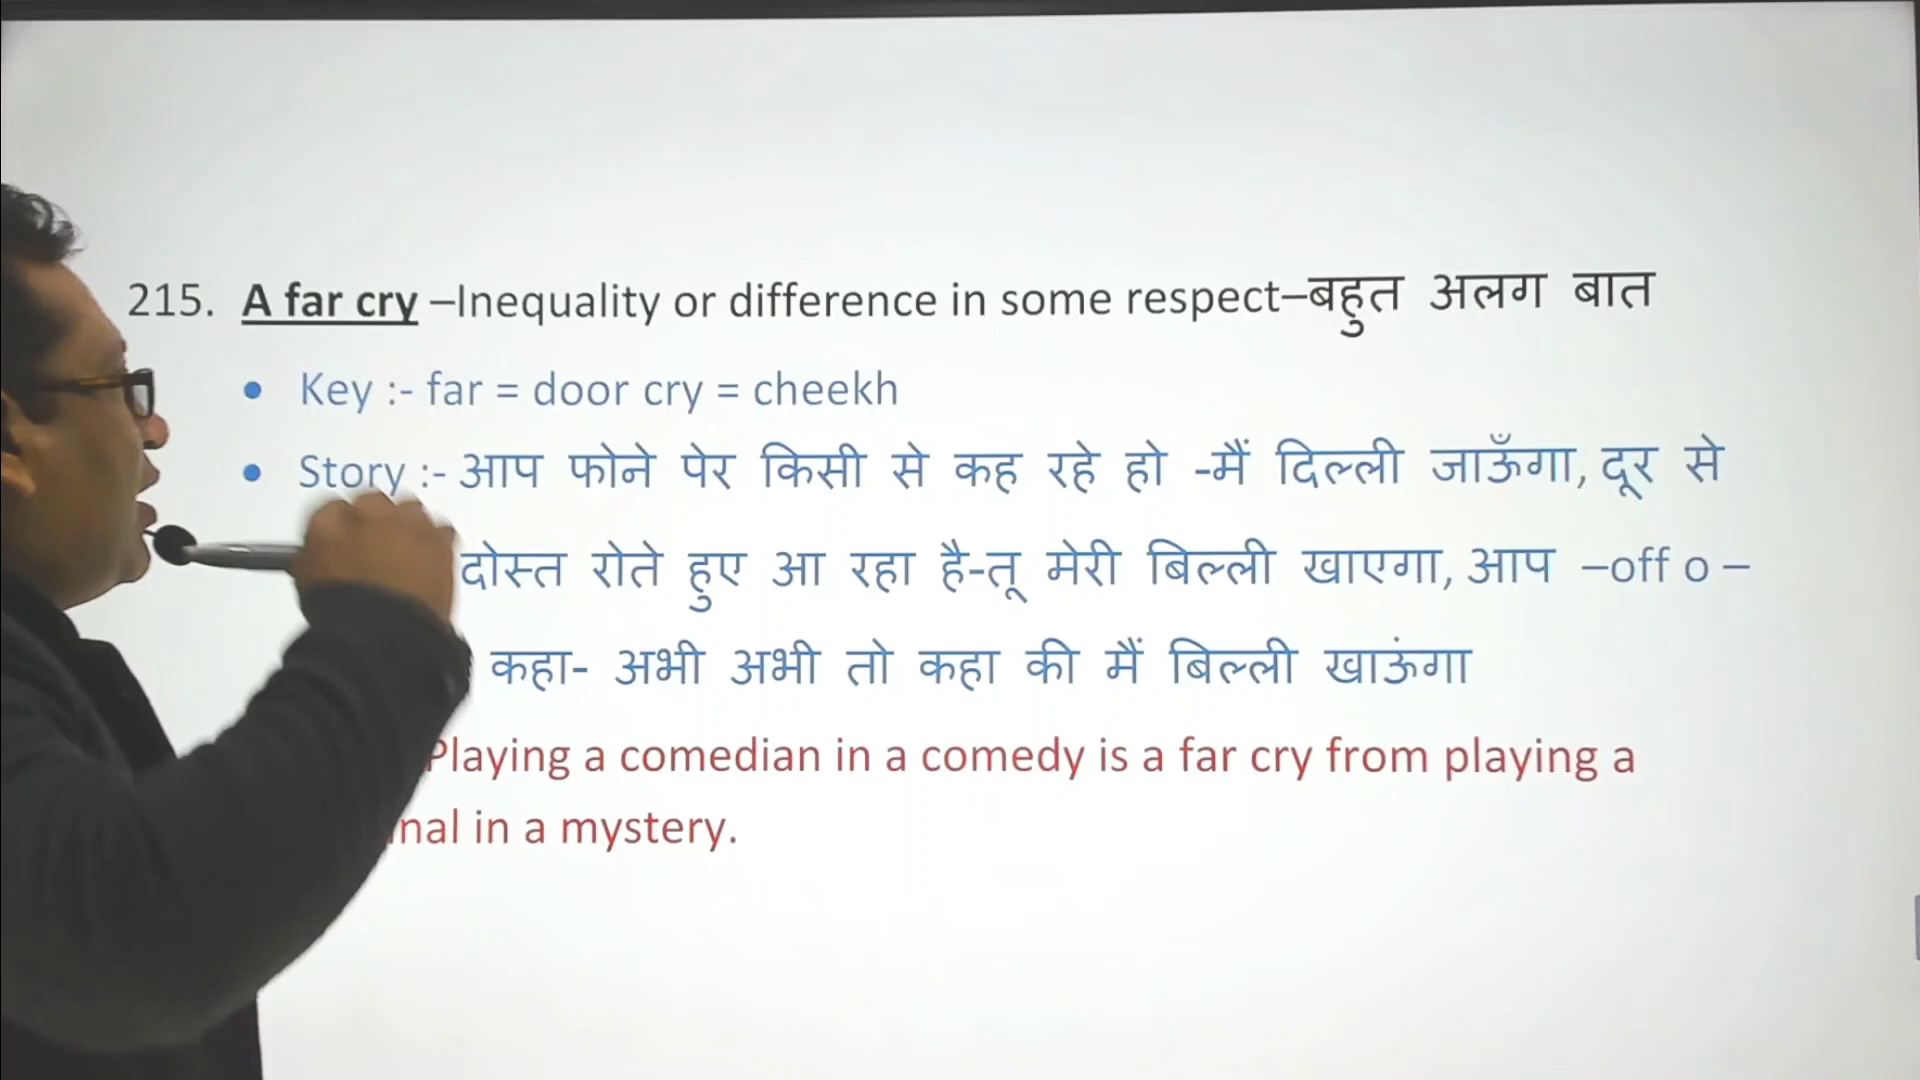 215. A far cry –Inequality or difference in some respect–बहुत अलग बात
• Key :- far = door cry = cheekh
• Story :- आप फोने पेर किसी से कह रहे हो -मैं दिल्ली जाऊँगा, दूर से
दोस्त रोते हुए आ रहा है-तू मेरी बिल्ली खाएगा, आप –off o –
कहा- अभी अभी तो कहा की मैं बिल्ली खाऊंगा
Playing a comedian in a comedy is a far cry from playing a
in a mystery.